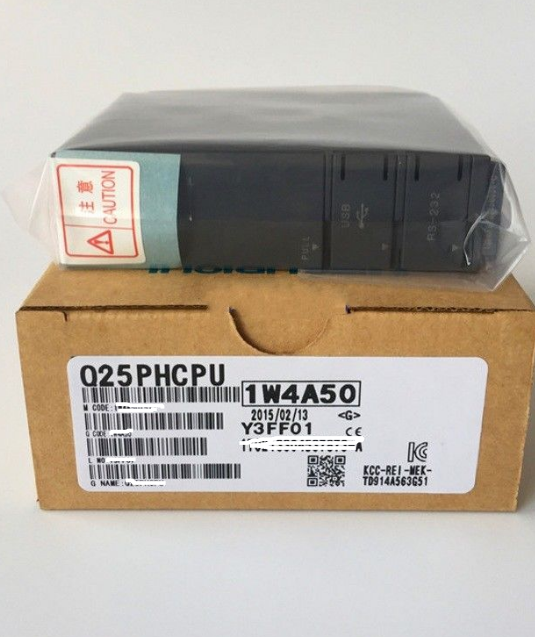 注意
CAUTION
PULL
USB
RS-232
Q25PHCPU
1W4A50
2015/02/13 <G>
M CODE:
Y3FF01 CE
G CODE:
KCC-REI-MEK-
TD914A563G51
G NAME: